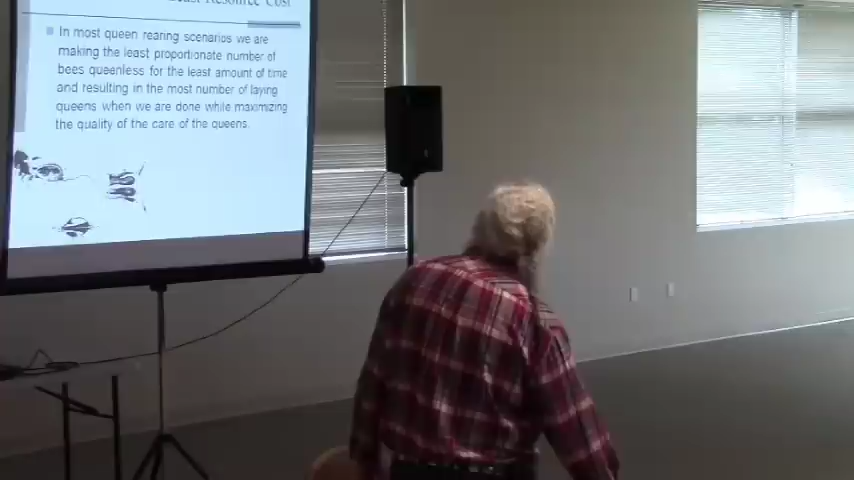 Least Resource Cost
In most queen rearing scenarios we are
making the least proportionate number of
bees queenless for the least amount of time
and resulting in the most number of laying
queens when we are done while maximizing
the quality of the care of the queens.